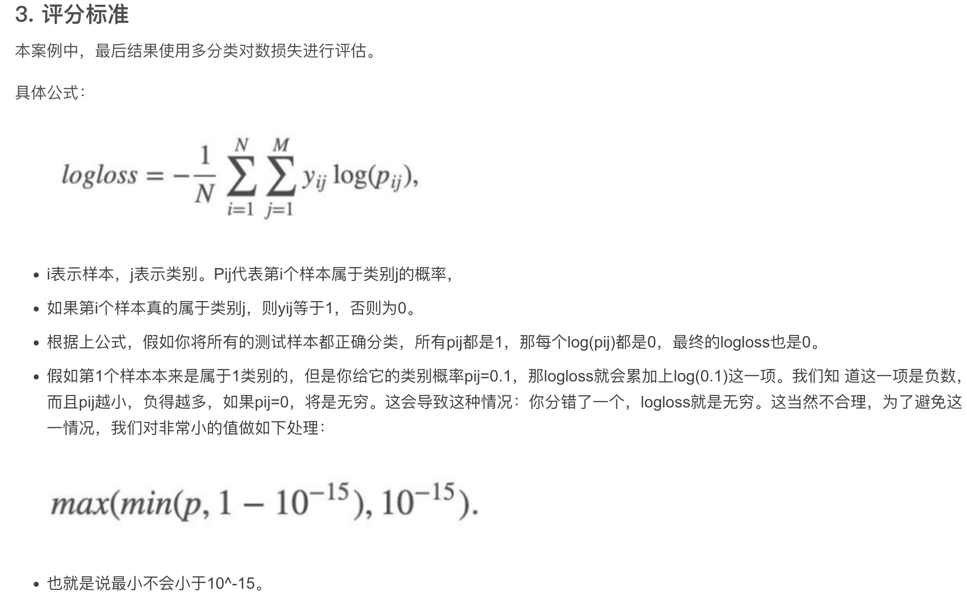 3. 评分标准
本案例中，最后结果使用多分类对数损失进行评估。
具体公式：
logloss = −\frac{1}{N} \sum_{i=1}^{N} \sum_{j=1}^{M} y_{ij} log(p_{ij}),
• i表示样本，j表示类别。Pij代表第i个样本属于类别j的概率，
• 如果第i个样本真的属于类别j，则yij等于1，否则为0。
• 根据上公式，假如你将所有的测试样本都正确分类，所有pij都是1，那每个log(pij)都是0，最终的logloss也是0。
• 假如第1个样本本来是属于1类别的，但是你给它的类别概率pij=0.1，那logloss就会累加上log(0.1)这一项。我们知 道这一项是负数，
而且pij越小，负得越多，如果pij=0，将是无穷。这会导致这种情况：你分错了一个，logloss就是无穷。这当然不合理，为了避免这
一情况，我们对非常小的值做如下处理：
max(min(p, 1 − 10^{−15}), 10^{−15}).
• 也就是说最小不会小于10^-15。